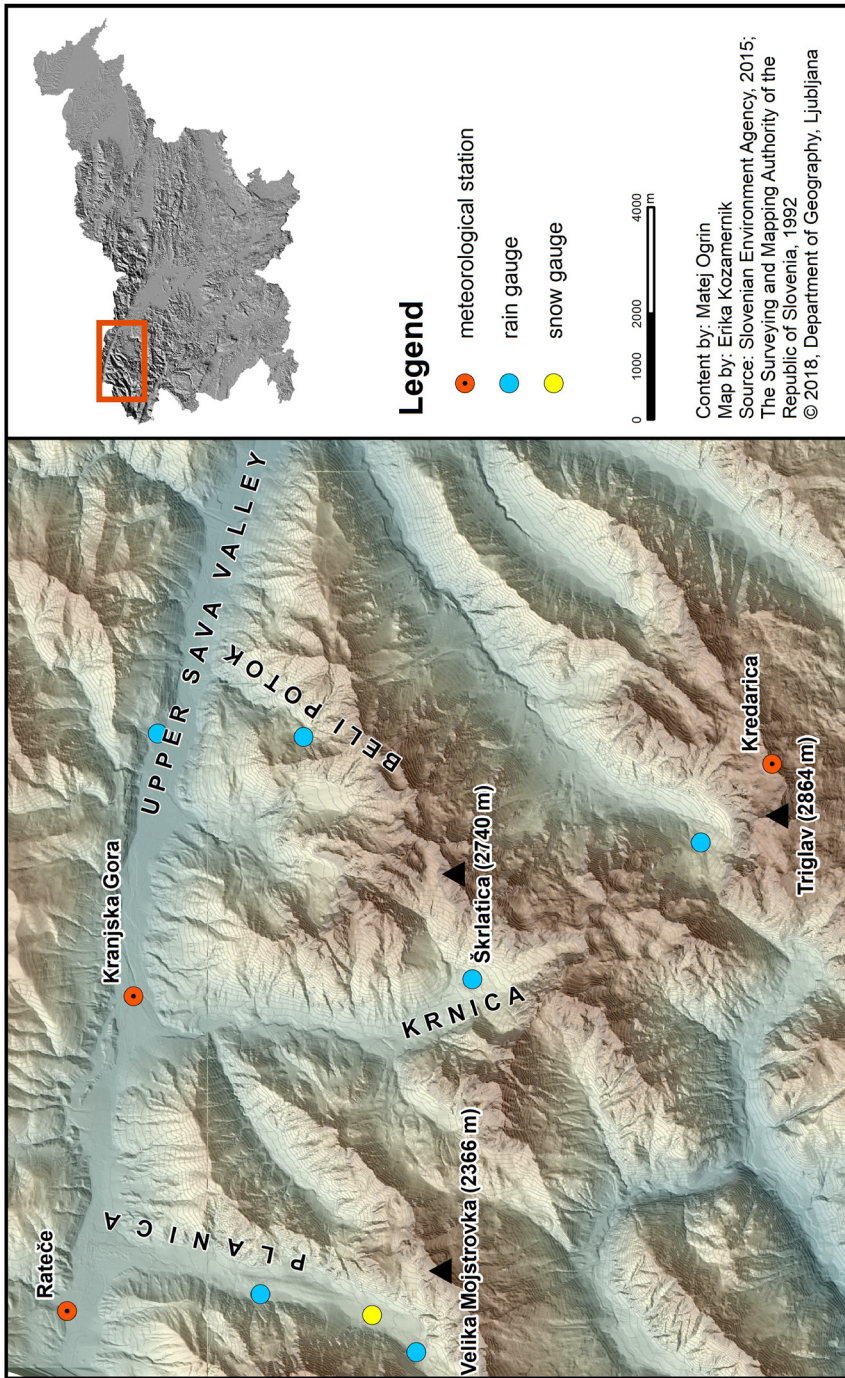 Rateče
Kranjska Gora
UPPER SAVA VALLEY
PLANICA
BELI POTOK
KRNICA
Škrlatica (2740 m)
Velika Mojstrovka (2366 m)
Kredarica
Triglav (2864 m)
Legend
meteorological station
rain gauge
snow gauge
0 1000 2000 4000
m
Content by: Matej Ogrin
Map by: Erika Kozamernik
Source: Slovenian Environment Agency, 2015;
The Surveying and Mapping Authority of the
Republic of Slovenia, 1992
© 2018, Department of Geography, Ljubljana